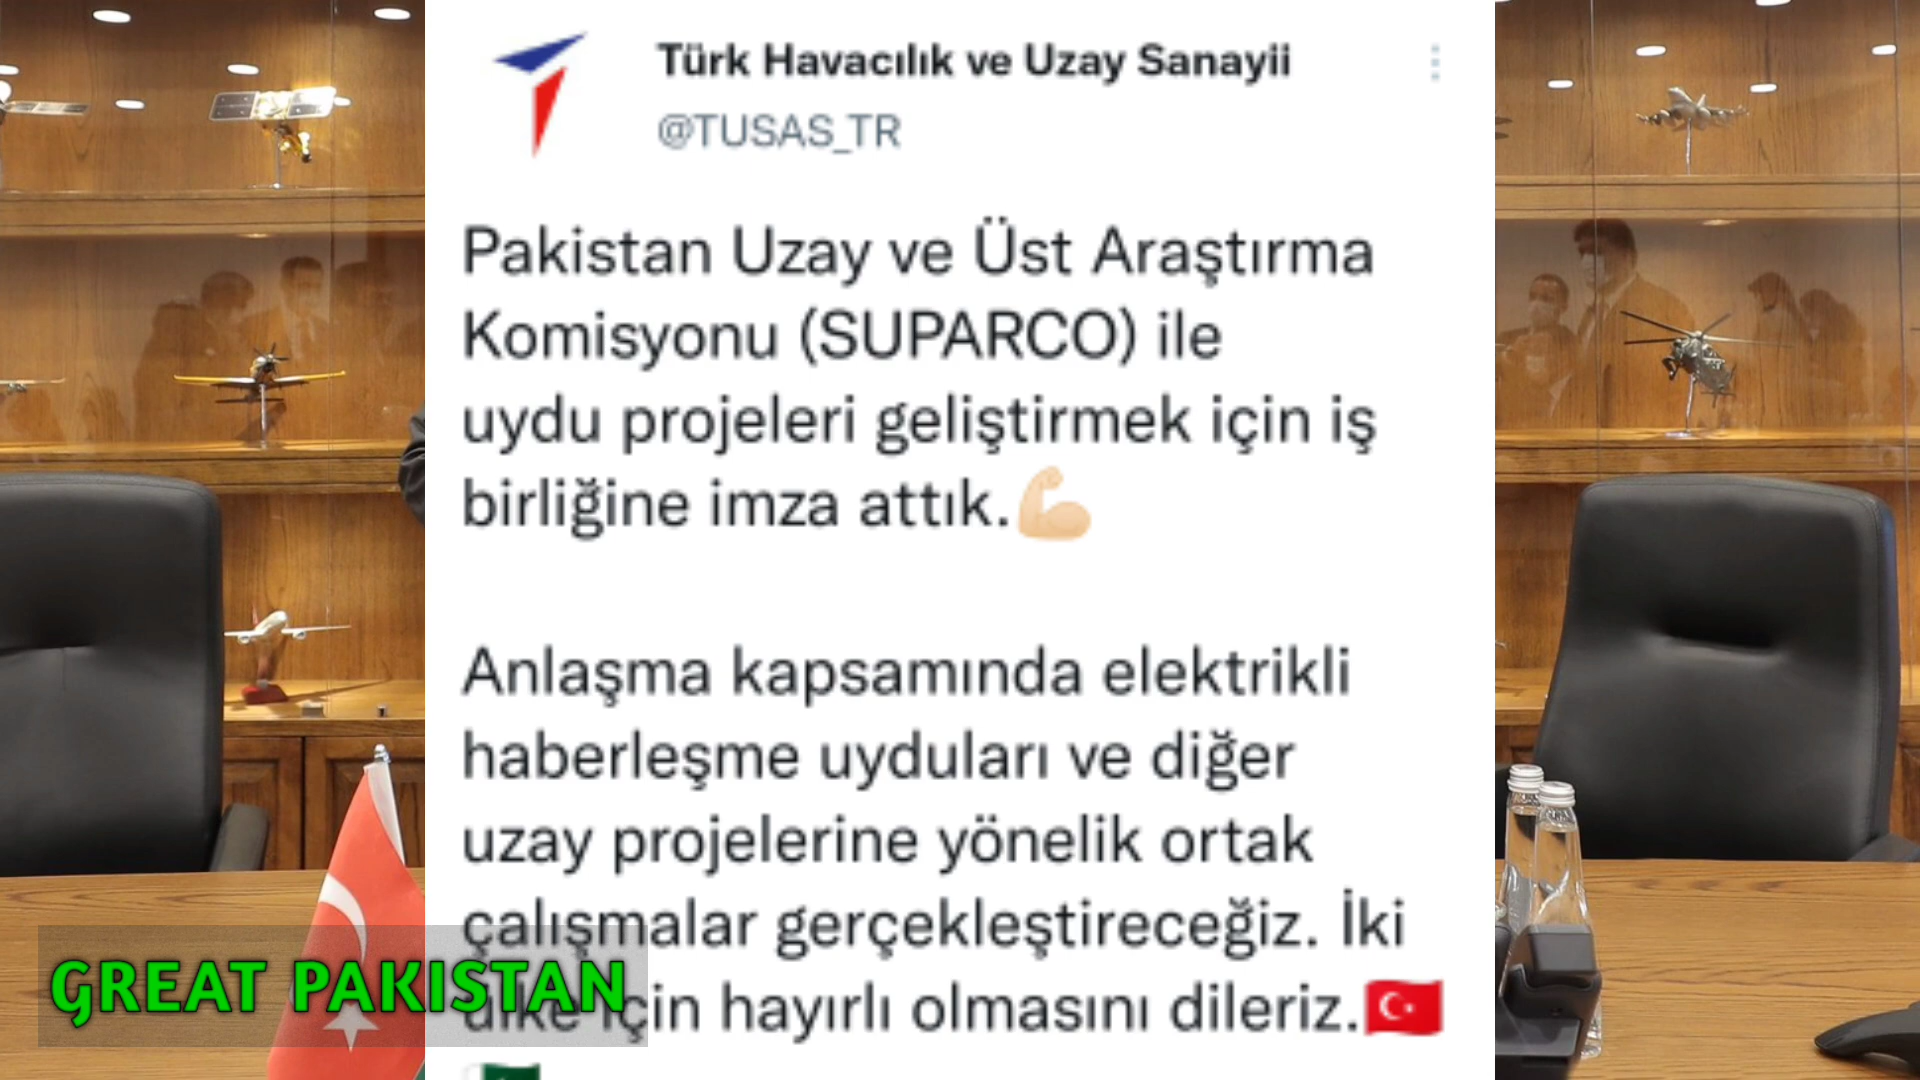 Türk Havacılık ve Uzay Sanayii
@TUSAS_TR
Pakistan Uzay ve Üst Araştırma
Komisyonu (SUPARCO) ile
uydu projeleri geliştirmek için iş
birliğine imza attık.💪🏼
Anlaşma kapsamında elektrikli
haberleşme uyduları ve diğer
uzay projelerine yönelik ortak
çalışmalar gerçekleştireceğiz. İki
ülke için hayırlı olmasını dileriz.🇹🇷
🇵🇰
GREAT PAKISTAN